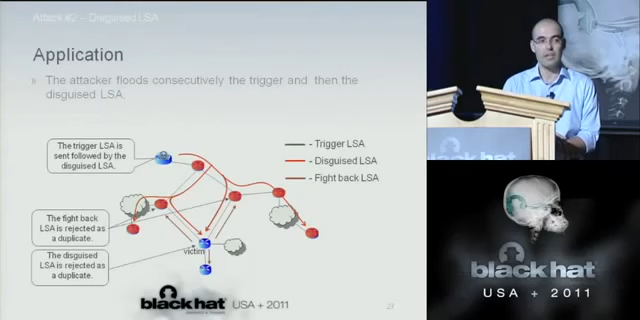 Attack #2 – Disguised LSA
Application
» The attacker floods consecutively the trigger and then the
disguised LSA.
The trigger LSA is
sent followed by the
disguised LSA.
- Trigger LSA
- Disguised LSA
- Fight back LSA
The fight back
LSA is rejected as
a duplicate.
The disguised
LSA is rejected as
a duplicate.
victim
black hat USA + 2011
black hat
black hat
USA + 2011